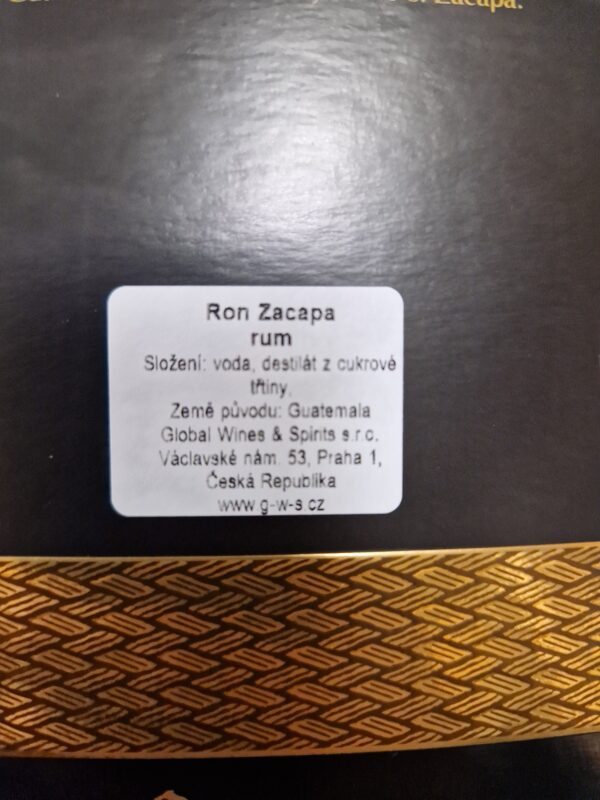 Zacapa.
Ron Zacapa
rum
Složení: voda, destilát z cukrové
třtiny,
Země původu: Guatemala
Global Wines & Spirits s.r.o.
Václavské nám. 53, Praha 1,
Česká Republika
www.g-w-s.cz